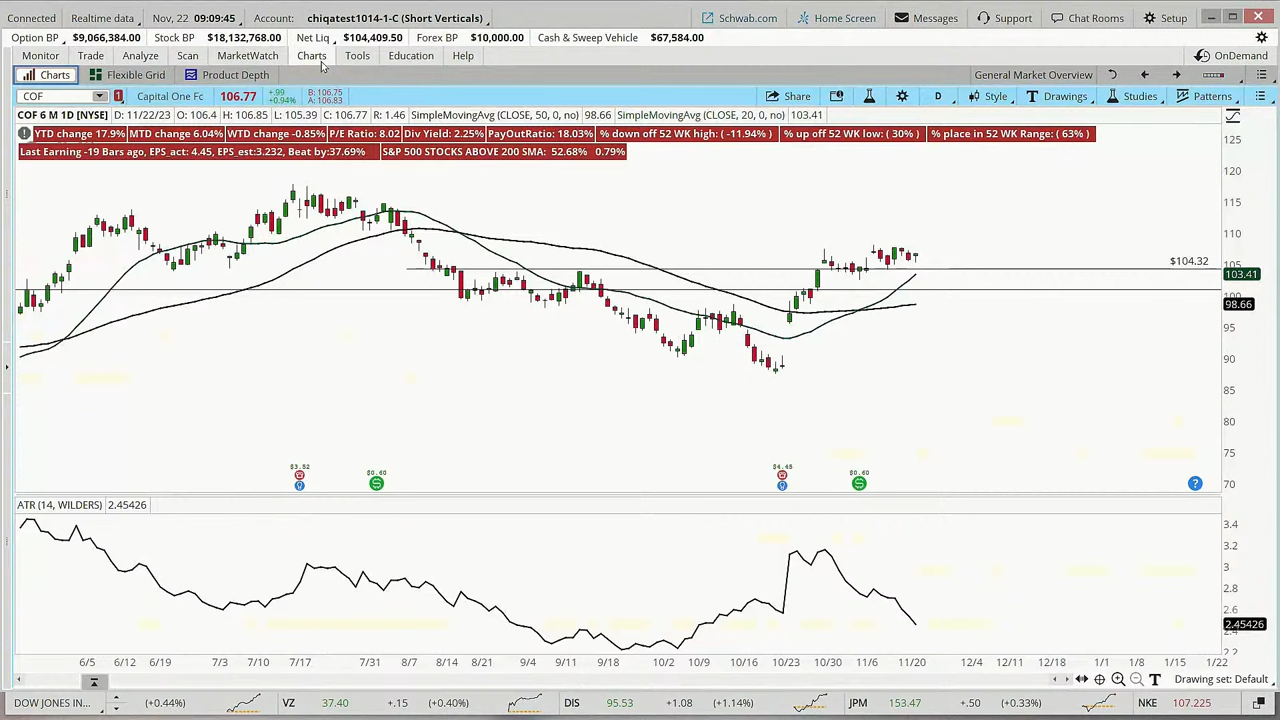 Connected Realtime data Nov, 22 09:09:45 Account: chiqatest1014-1-C (Short Verticals) Schwab.com Home Screen Messages Support Chat Rooms Setup
Option BP $9,066,384.00 Stock BP $18,132,768.00 Net Liq $104,409.50 Forex BP $10,000.00 Cash & Sweep Vehicle $67,584.00
Monitor Trade Analyze Scan MarketWatch Charts Tools Education Help OnDemand
Charts Flexible Grid Product Depth General Market Overview
COF 1 Capital One Fc 106.77 +.99 +0.94% B: 106.75 A: 106.83 Share D Style Drawings Studies Patterns
COF 6 M 1D [NYSE] D: 11/22/23 O: 106.4 H: 106.85 L: 105.39 C: 106.77 R: 1.46 SimpleMovingAvg (CLOSE, 50, 0, no) 98.66 SimpleMovingAvg (CLOSE, 20, 0, no) 103.41
YTD change 17.9% MTD change 6.04% WTD change -0.85% P/E Ratio: 8.02 Div Yield: 2.25% PayOutRatio: 18.03% % down off 52 WK high: ( -11.94% ) % up off 52 WK low: ( 30% ) % place in 52 WK Range: ( 63% )
Last Earning -19 Bars ago, EPS_act: 4.45, EPS_est:3.232, Beat by:37.69% S&P 500 STOCKS ABOVE 200 SMA: 52.68% 0.79%
125
120
115
110
$104.32
105
103.41
100
98.66
95
90
85
80
75
$3.52 $0.60 $4.45 $0.60
70
ATR (14, WILDERS) 2.45426
3.4
3.2
3
2.8
2.6
2.45426
2.4
2.2
6/5 6/12 6/19 7/3 7/10 7/17 7/31 8/7 8/14 8/21 9/4 9/11 9/18 10/2 10/9 10/16 10/23 10/30 11/6 11/20 12/4 12/11 12/18 1/1 1/8 1/15 1/22
Drawing set: Default
DOW JONES IN... (+0.44%) VZ 37.40 +.15 (+0.40%) DIS 95.53 +1.08 (+1.14%) JPM 153.47 +.50 (+0.33%) NKE 107.225